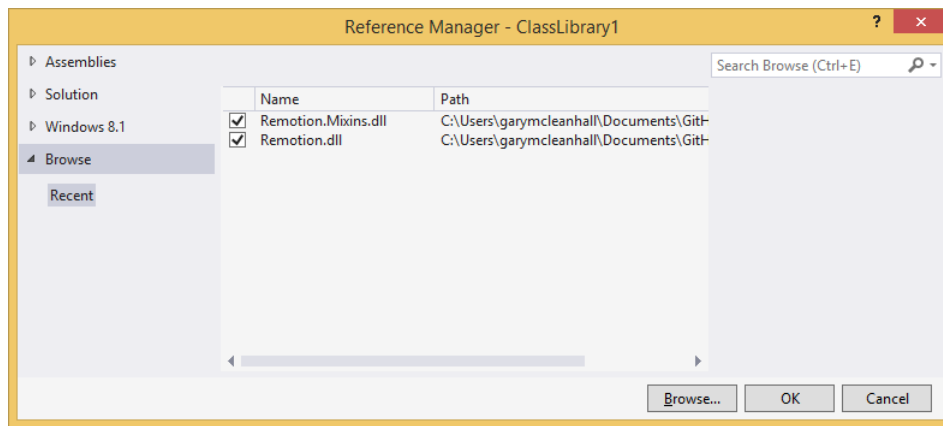 Reference Manager - ClassLibrary1
?
Assemblies
Solution
Windows 8.1
Browse
Recent
Name Path
Remotion.Mixins.dll C:\Users\garymcleanhall\Documents\GitH
Remotion.dll C:\Users\garymcleanhall\Documents\GitH
Search Browse (Ctrl+E)
Browse... OK Cancel